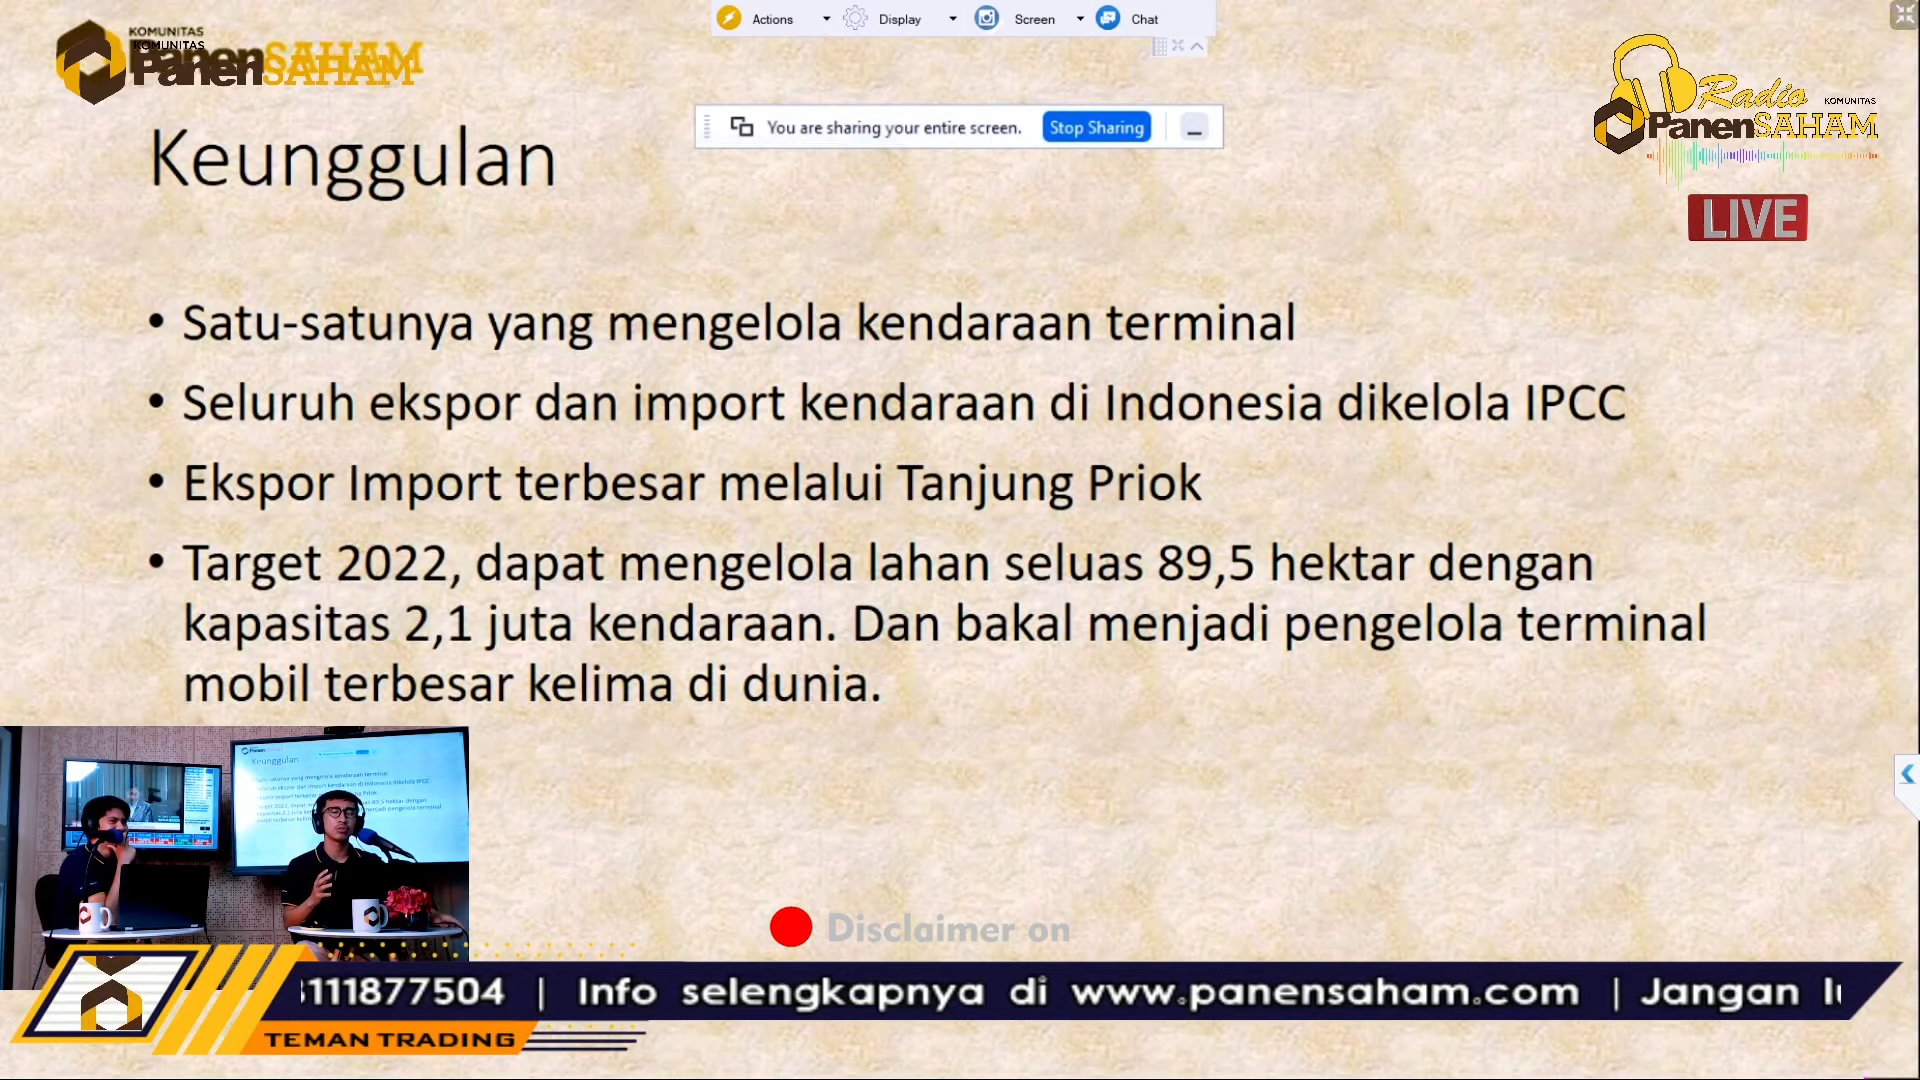 Actions
Display
Screen
Chat
KOMUNITAS
PanenSAHAM
KOMUNITAS
PanenSAHAM
You are sharing your entire screen.
Stop Sharing
Radio
KOMUNITAS
PanenSAHAM
LIVE
Keunggulan
• Satu-satunya yang mengelola kendaraan terminal
• Seluruh ekspor dan import kendaraan di Indonesia dikelola IPCC
• Ekspor Import terbesar melalui Tanjung Priok
• Target 2022, dapat mengelola lahan seluas 89,5 hektar dengan
kapasitas 2,1 juta kendaraan. Dan bakal menjadi pengelola terminal
mobil terbesar kelima di dunia.
Keunggulan
Disclaimer on
111877504 | Info selengkapnya di www.panensaham.com | Jangan
TEMAN TRADING